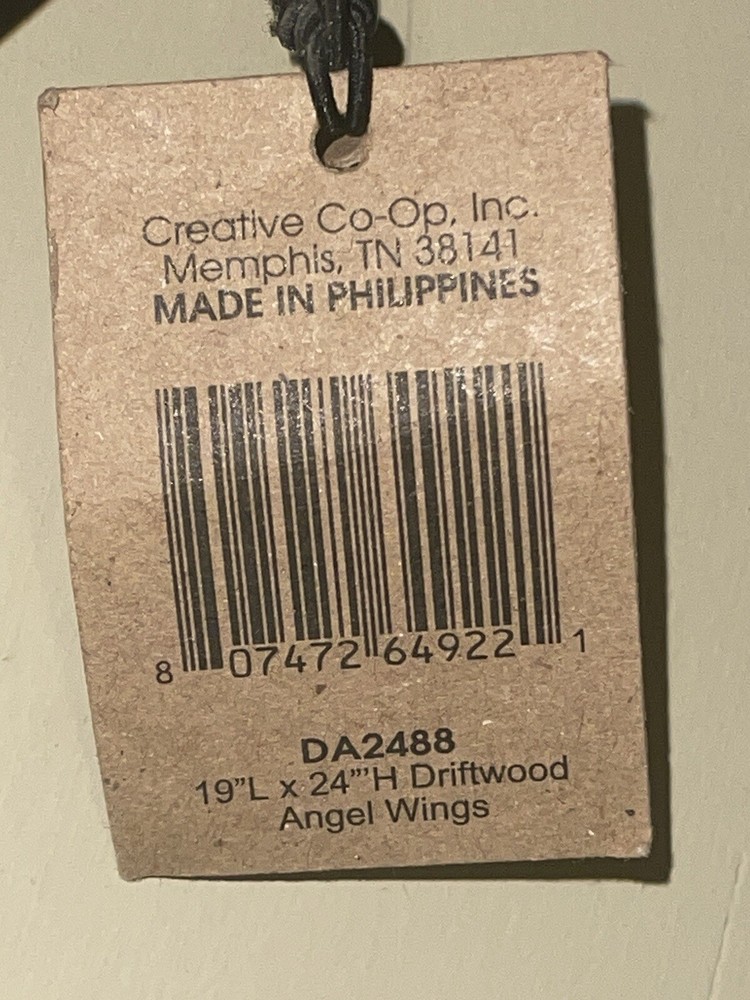 Creative Co-Op, Inc.
Memphis, TN 38141
MADE IN PHILIPPINES
8 07472 64922 1
DA2488
19”L x 24”'H Driftwood
Angel Wings